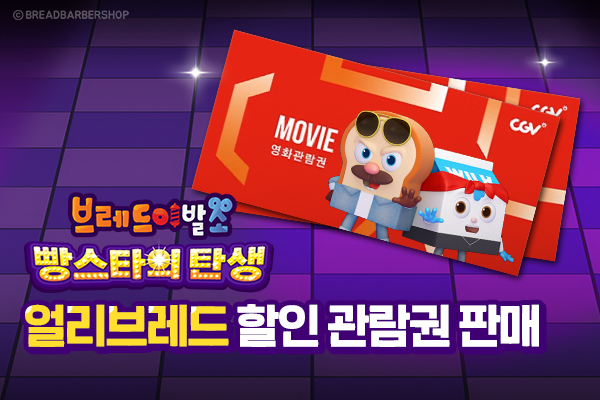 ⓒ BREADBARBERSHOP
CGV
CGV
MOVIE
영화관람권
MILK
브레드이발소
빵스타의 탄생
얼리브레드 할인 관람권 판매